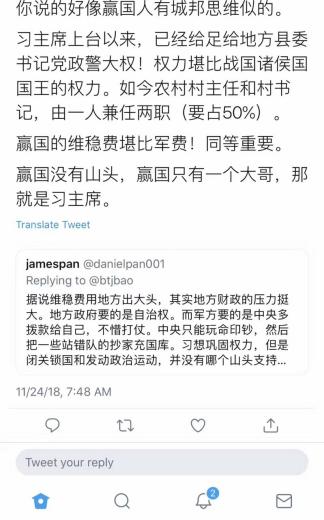 你说的好像赢国人有城邦思维似的。
习主席上台以来，已经给足给地方县委
书记党政警大权！权力堪比战国诸侯国
国王的权力。如今农村村主任和村书
记，由一人兼任两职（要占50%）。
赢国的维稳费堪比军费！同等重要。
赢国没有山头，赢国只有一个大哥，那
就是习主席。
Translate Tweet
jamespan @danielpan001
Replying to @btjbao
据说维稳费用地方出大头，其实地方财政的压力挺
大。地方政府要的是自治权。而军方要的是中央多
拨款给自己，不惜打仗。中央只能玩命印钞，然后
把一些站错队的抄家充国库。习想巩固权力，但是
闭关锁国和发动政治运动，并没有哪个山头支持...
11/24/18, 7:48 AM
Tweet your reply
2